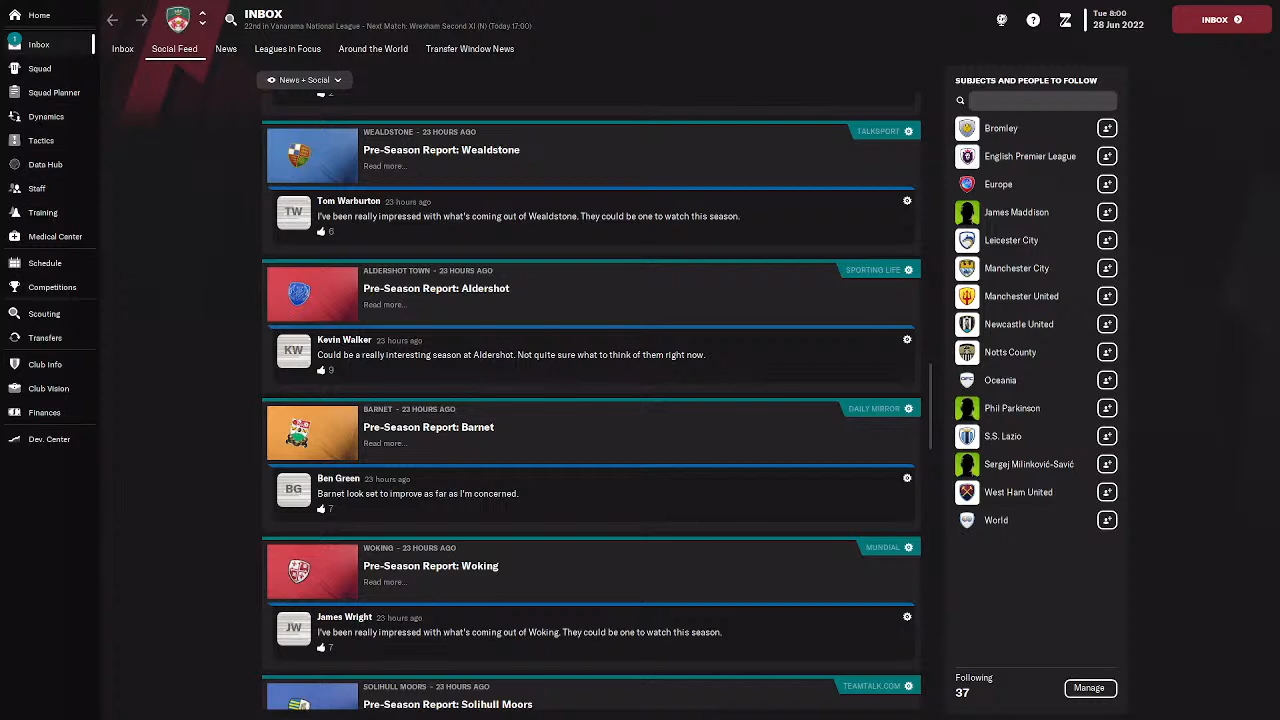 Home
1
Inbox
Squad
Squad Planner
Dynamics
Tactics
Data Hub
Staff
Training
Medical Center
Schedule
Competitions
Scouting
Transfers
Club Info
Club Vision
Finances
Dev. Center
INBOX
22nd in Vanarama National League - Next Match: Wrexham Second XI (N) (Today 17:00)
Tue 8:00
28 Jun 2022
INBOX
Inbox
Social Feed
News
Leagues in Focus
Around the World
Transfer Window News
News + Social
2
WEALDSTONE - 23 HOURS AGO
TALKSPORT
Pre-Season Report: Wealdstone
Read more...
TW
Tom Warburton 23 hours ago
I've been really impressed with what's coming out of Wealdstone. They could be one to watch this season.
6
ALDERSHOT TOWN - 23 HOURS AGO
SPORTING LIFE
Pre-Season Report: Aldershot
Read more...
KW
Kevin Walker 23 hours ago
Could be a really interesting season at Aldershot. Not quite sure what to think of them right now.
9
BARNET - 23 HOURS AGO
DAILY MIRROR
Pre-Season Report: Barnet
Read more...
BG
Ben Green 23 hours ago
Barnet look set to improve as far as I'm concerned.
7
WOKING - 23 HOURS AGO
MUNDIAL
Pre-Season Report: Woking
Read more...
JW
James Wright 23 hours ago
I've been really impressed with what's coming out of Woking. They could be one to watch this season.
7
SOLIHULL MOORS - 23 HOURS AGO
TEAMTALK.COM
Pre-Season Report: Solihull Moors
SUBJECTS AND PEOPLE TO FOLLOW
Bromley
English Premier League
Europe
James Maddison
Leicester City
Manchester City
Manchester United
Newcastle United
Notts County
OFC
Oceania
Phil Parkinson
S.S. Lazio
Sergej Milinković-Savić
West Ham United
World
Following
37
Manage